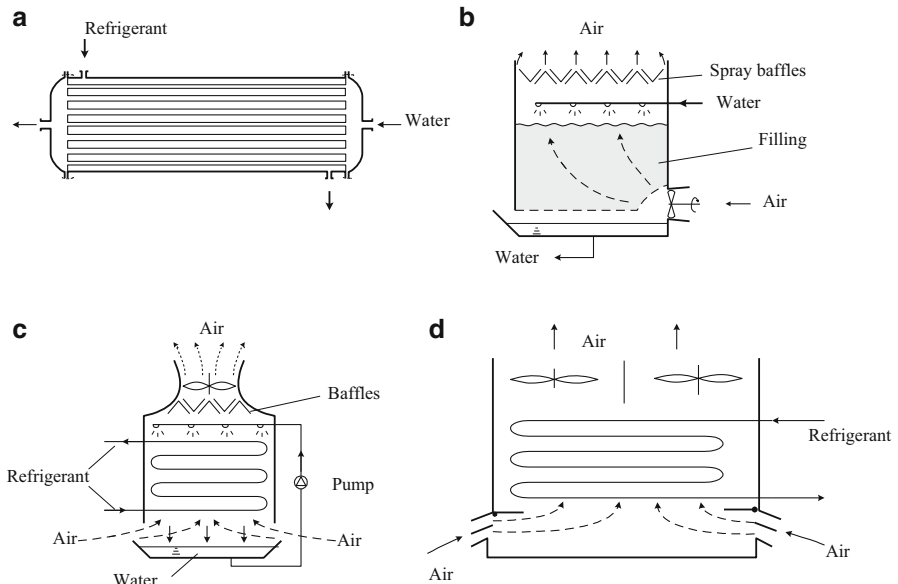 a
Refrigerant
Water
b
Air
Spray baffles
Water
Filling
Air
Water
c
Air
Baffles
Refrigerant
Pump
Air
Air
Water
d
Air
Refrigerant
Air
Air